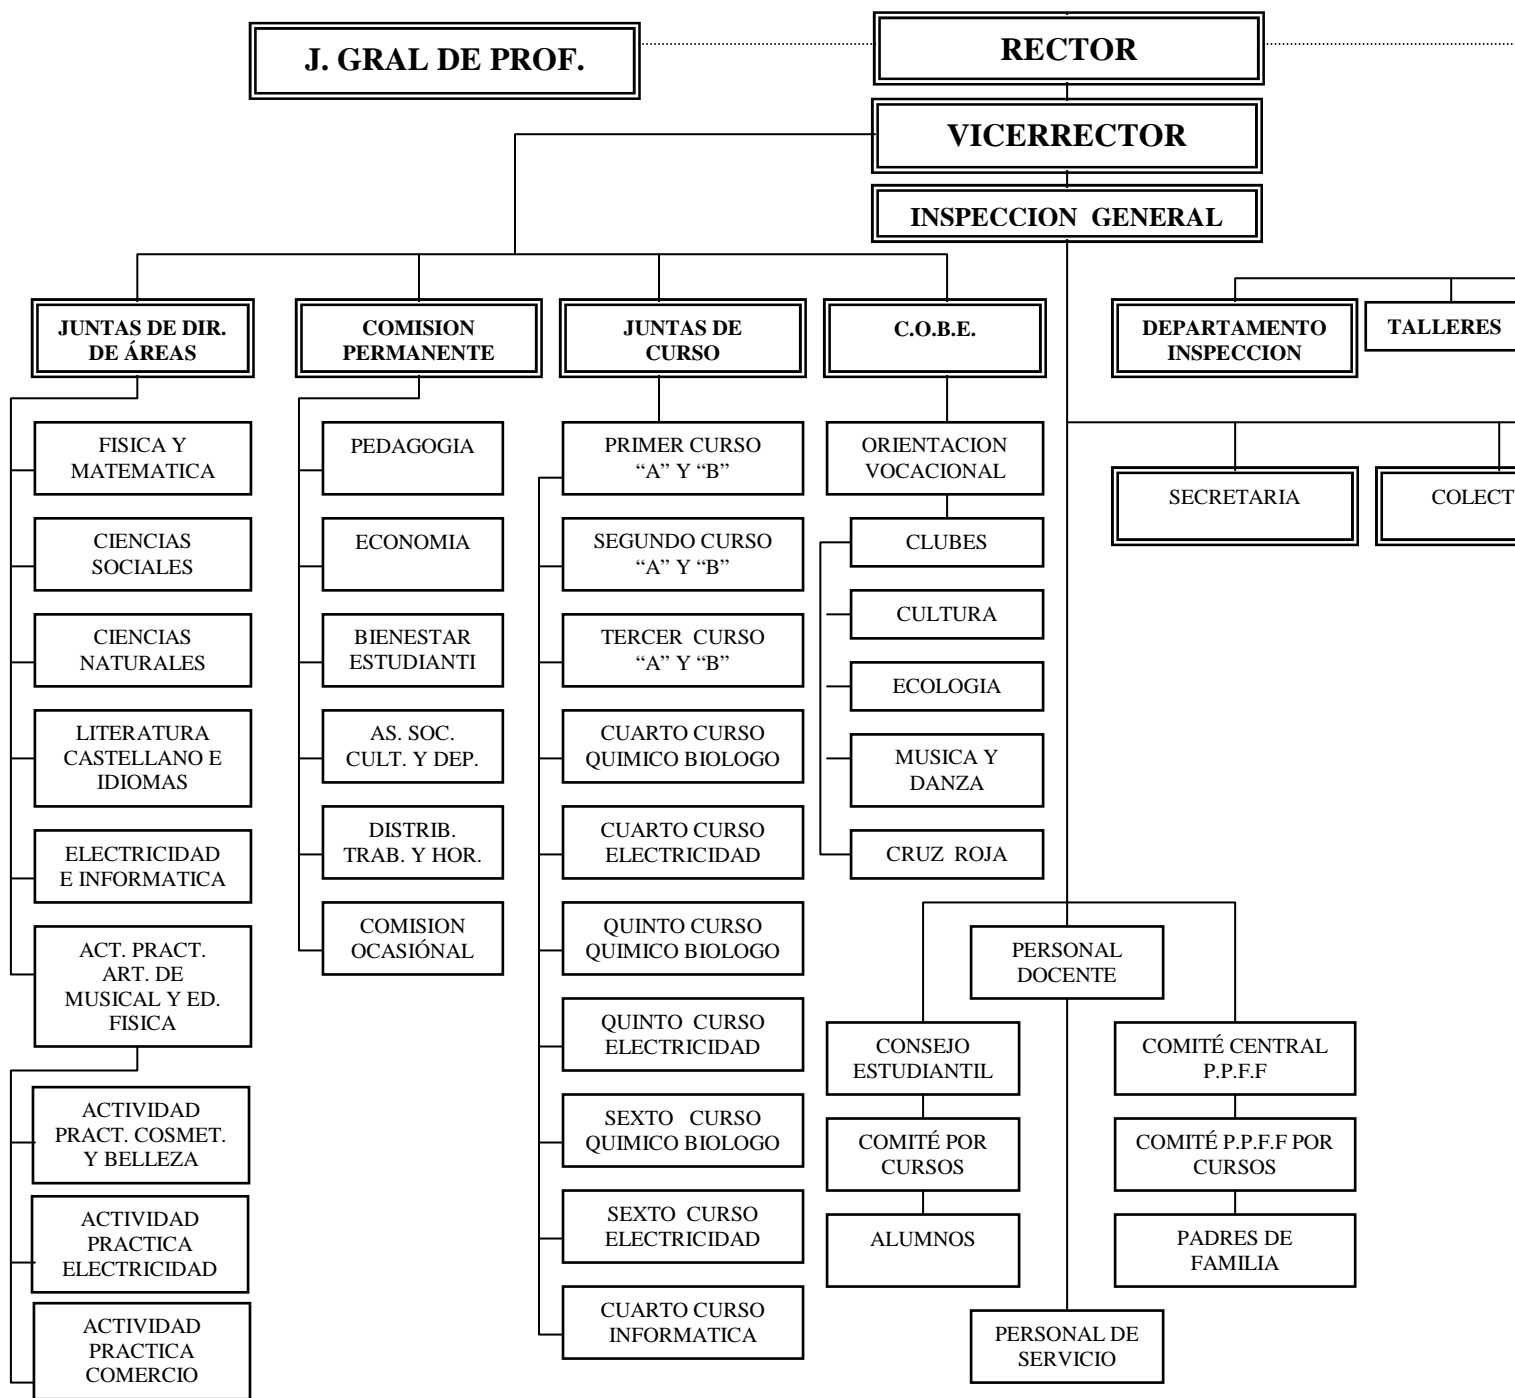 J. GRAL DE PROF.
RECTOR
VICERRECTOR
INSPECCION GENERAL
JUNTAS DE DIR.
DE ÁREAS
COMISION
PERMANENTE
JUNTAS DE
CURSO
C.O.B.E.
DEPARTAMENTO
INSPECCION
TALLERES
FISICA Y
MATEMATICA
CIENCIAS
SOCIALES
CIENCIAS
NATURALES
LITERATURA
CASTELLANO E
IDIOMAS
ELECTRICIDAD
E INFORMATICA
ACT. PRACT.
ART. DE
MUSICAL Y ED.
FISICA
ACTIVIDAD
PRACT. COSMET.
Y BELLEZA
ACTIVIDAD
PRACTICA
ELECTRICIDAD
ACTIVIDAD
PRACTICA
COMERCIO
PEDAGOGIA
ECONOMIA
BIENESTAR
ESTUDIANTI
AS. SOC.
CULT. Y DEP.
DISTRIB.
TRAB. Y HOR.
COMISION
OCASIÓNAL
PRIMER CURSO
“A” Y “B”
SEGUNDO CURSO
“A” Y “B”
TERCER CURSO
“A” Y “B”
CUARTO CURSO
QUIMICO BIOLOGO
CUARTO CURSO
ELECTRICIDAD
QUINTO CURSO
QUIMICO BIOLOGO
QUINTO CURSO
ELECTRICIDAD
SEXTO CURSO
QUIMICO BIOLOGO
SEXTO CURSO
ELECTRICIDAD
CUARTO CURSO
INFORMATICA
ORIENTACION
VOCACIONAL
CLUBES
CULTURA
ECOLOGIA
MUSICA Y
DANZA
CRUZ ROJA
SECRETARIA
COLECT
PERSONAL
DOCENTE
CONSEJO
ESTUDIANTIL
COMITÉ POR
CURSOS
ALUMNOS
COMITÉ CENTRAL
P.P.F.F
COMITÉ P.P.F.F POR
CURSOS
PADRES DE
FAMILIA
PERSONAL DE
SERVICIO